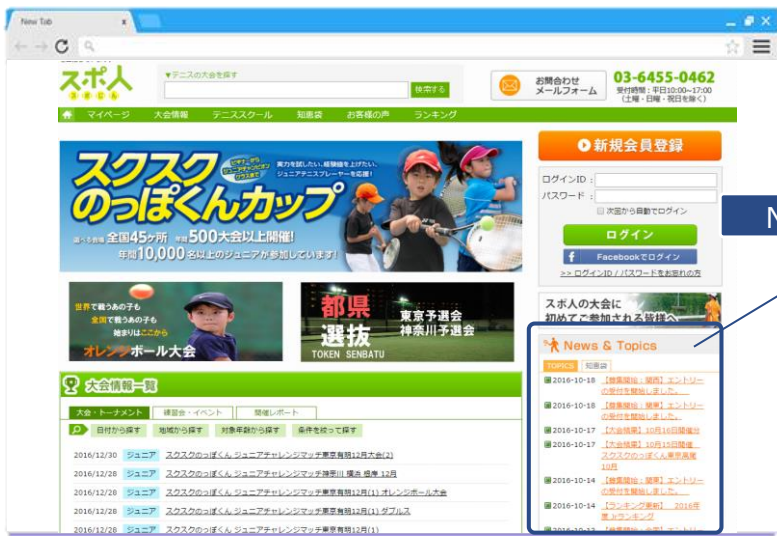 New Tab
スポ人
スポじん
▼テニスの大会を探す
検索する
お問合わせ
メールフォーム
03-6455-0462
受付時間：平日10:00~17:00
(土曜・日曜・祝日を除く)
マイページ 大会情報 テニススクール 知恵袋 お客様の声 ランキング
スクスク
のっぽくんカップ
実力を試したい、経験値を上げたい、
ジュニアテニスプレーヤーを応援!
全国45ヶ所 年間500大会以上開催!
年間10,000名以上のジュニアが参加しています!
新規会員登録
ログインID：
パスワード：
次回から自動でログイン
ログイン
f Facebookでログイン
>> ログインID / パスワードをお忘れの方
世界で戦うあの子も
全国で戦うあの子も
始まりはここから
オレンジボール大会
都県
選抜
TOKEN SENBATU
東京予選会
神奈川予選会
スポ人の大会に
初めてご参加される皆様へ
N
News & Topics
TOPICS 知恵袋
2016-10-18 【募集開始：関西】エントリー
の受付を開始しました。
2016-10-18 【募集開始：関東】エントリー
の受付を開始しました。
2016-10-17 【大会結果】10月16日開催分
2016-10-17 【大会結果】10月15日開催
スクスクのっぽくん東京高尾
10月
2016-10-14 【募集開始：関東】エントリー
の受付を開始しました。
2016-10-14 【ランキング更新】 2016年
度 Jrランキング
大会情報一覧
大会・トーナメント 練習会・イベント 開催レポート
日付から探す 地域から探す 対象年齢から探す 条件を絞って探す
2016/12/30 ジュニア スクスクのっぽくん ジュニアチャレンジマッチ東京有明12月大会(2)
2016/12/28 ジュニア スクスクのっぽくん ジュニアチャレンジマッチ神奈川 横浜 根岸 12月
2016/12/28 ジュニア スクスクのっぽくん ジュニアチャレンジマッチ東京有明12月(1) オレンジボール大会
2016/12/28 ジュニア スクスクのっぽくん ジュニアチャレンジマッチ東京有明12月(1) ダブルス
2016/12/28 ジュニア スクスクのっぽくん ジュニアチャレンジマッチ東京有明12月(1)